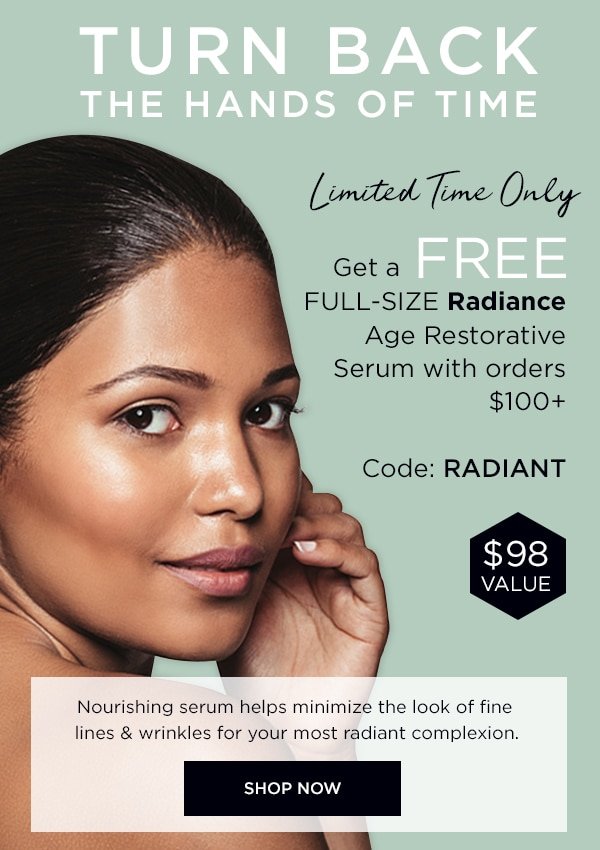 TURN BACK
THE HANDS OF TIME
Limited Time Only
Get a FREE
FULL-SIZE Radiance
Age Restorative
Serum with orders
$100+
Code: RADIANT
$98
VALUE
Nourishing serum helps minimize the look of fine
lines & wrinkles for your most radiant complexion.
SHOP NOW